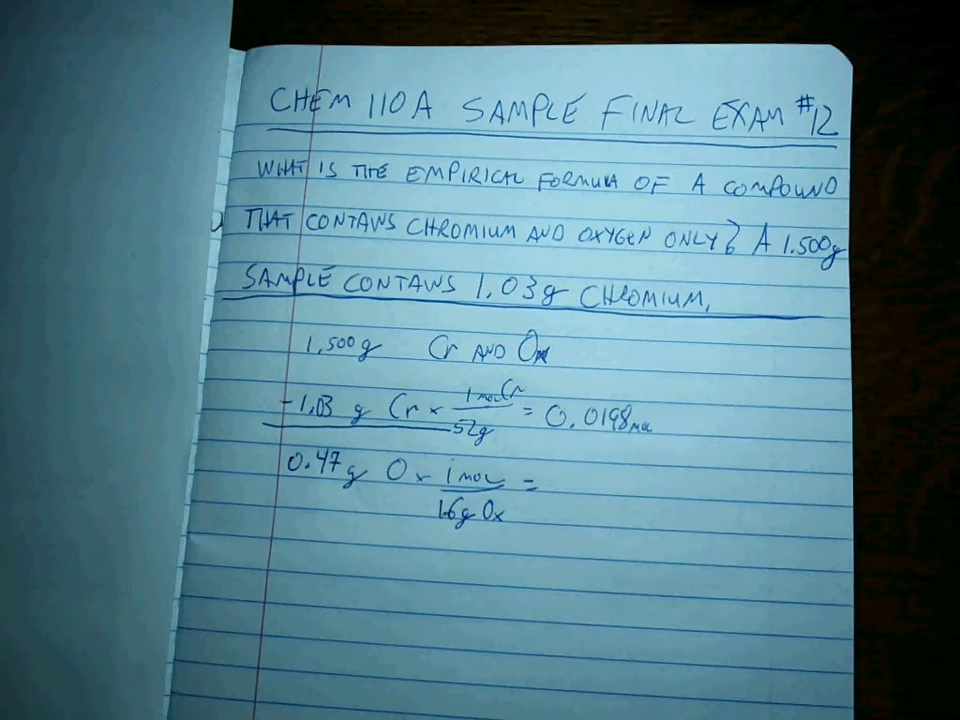 CHEM 110A SAMPLE FINAL EXAM #12
WHAT IS THE EMPIRICAL FORMULA OF A COMPOUND
THAT CONTAINS CHROMIUM AND OXYGEN ONLY? A 1.500g
SAMPLE CONTAINS 1.03g CHROMIUM.
1.500g Cr AND Ox
-1.03 g Cr x 1 mol Cr / 52g = 0.0198 mol
0.47g O x 1 mol / 16g Ox =